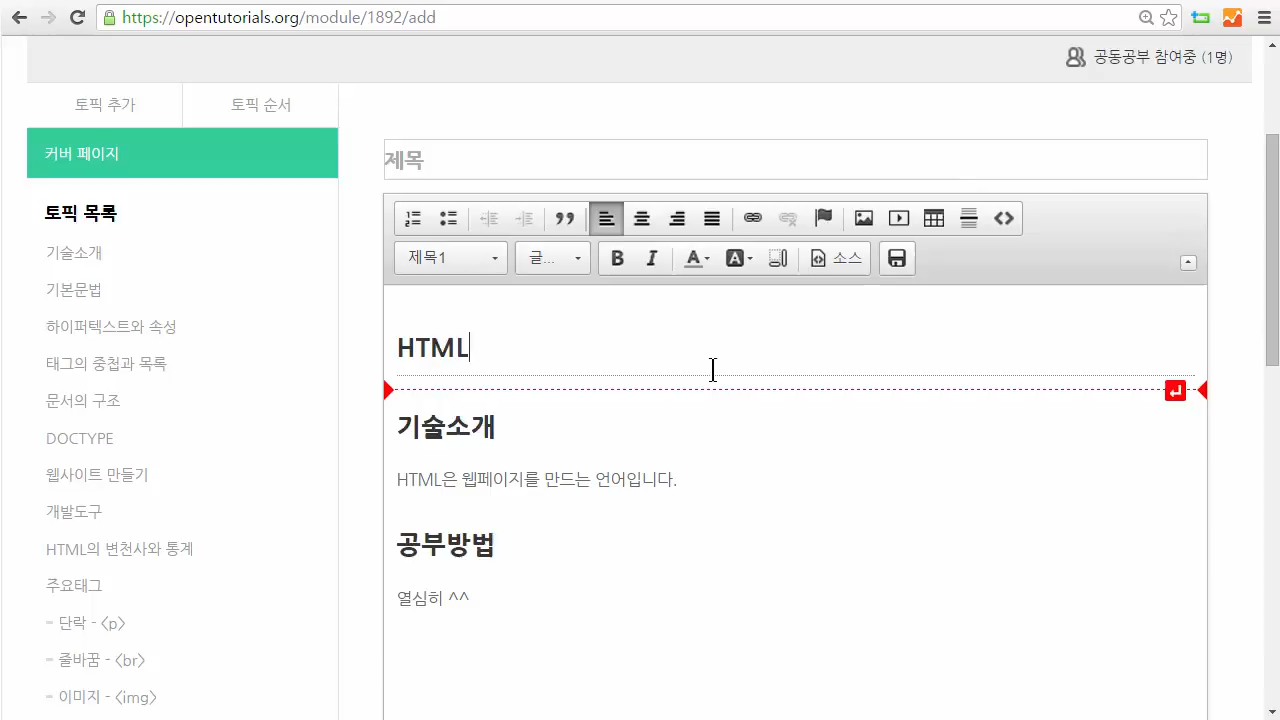 https://opentutorials.org/module/1892/add
공동공부 참여중 (1명)
토픽 추가
토픽 순서
커버 페이지
토픽 목록
기술소개
기본문법
하이퍼텍스트와 속성
태그의 중첩과 목록
문서의 구조
DOCTYPE
웹사이트 만들기
개발도구
HTML의 변천사와 통계
주요태그
단락 - <p>
줄바꿈 - <br>
이미지 - <img>
제목
제목1
글...
B I A A 소스
HTML
기술소개
HTML은 웹페이지를 만드는 언어입니다.
공부방법
열심히 ^^